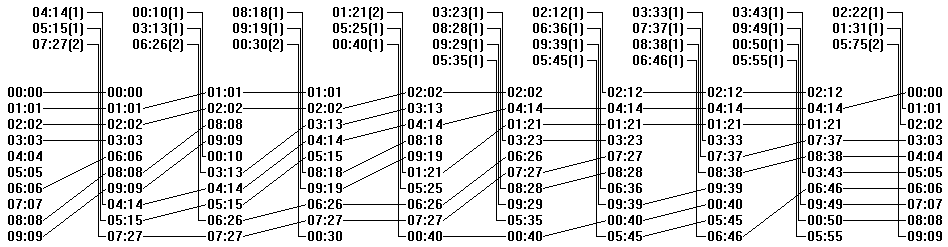 04:14(1) 00:10(1) 08:18(1) 01:21(2) 03:23(1) 02:12(1) 03:33(1) 03:43(1) 02:22(1)
05:15(1) 03:13(1) 09:19(1) 05:25(1) 08:28(1) 06:36(1) 07:37(1) 09:49(1) 01:31(1)
07:27(2) 06:26(2) 00:30(2) 00:40(1) 09:29(1) 09:39(1) 08:38(1) 00:50(1) 05:75(2)
05:35(1) 05:45(1) 06:46(1) 05:55(1)
00:00 00:00 01:01 01:01 02:02 02:02 02:12 02:12 02:12 00:00
01:01 01:01 02:02 02:02 03:13 04:14 04:14 04:14 04:14 01:01
02:02 02:02 08:08 03:13 04:14 01:21 01:21 01:21 01:21 02:02
03:03 03:03 09:09 04:14 08:18 03:23 03:23 03:33 07:37 03:03
04:04 06:06 00:10 05:15 09:19 06:26 07:27 07:37 08:38 04:04
05:05 08:08 03:13 08:18 01:21 07:27 08:28 08:38 03:43 05:05
06:06 09:09 04:14 09:19 05:25 08:28 06:36 09:39 06:46 06:06
07:07 04:14 05:15 06:26 06:26 09:29 09:39 00:40 09:49 07:07
08:08 05:15 06:26 07:27 07:27 05:35 00:40 05:45 00:50 08:08
09:09 07:27 07:27 00:30 00:40 00:40 05:45 06:46 05:55 09:09